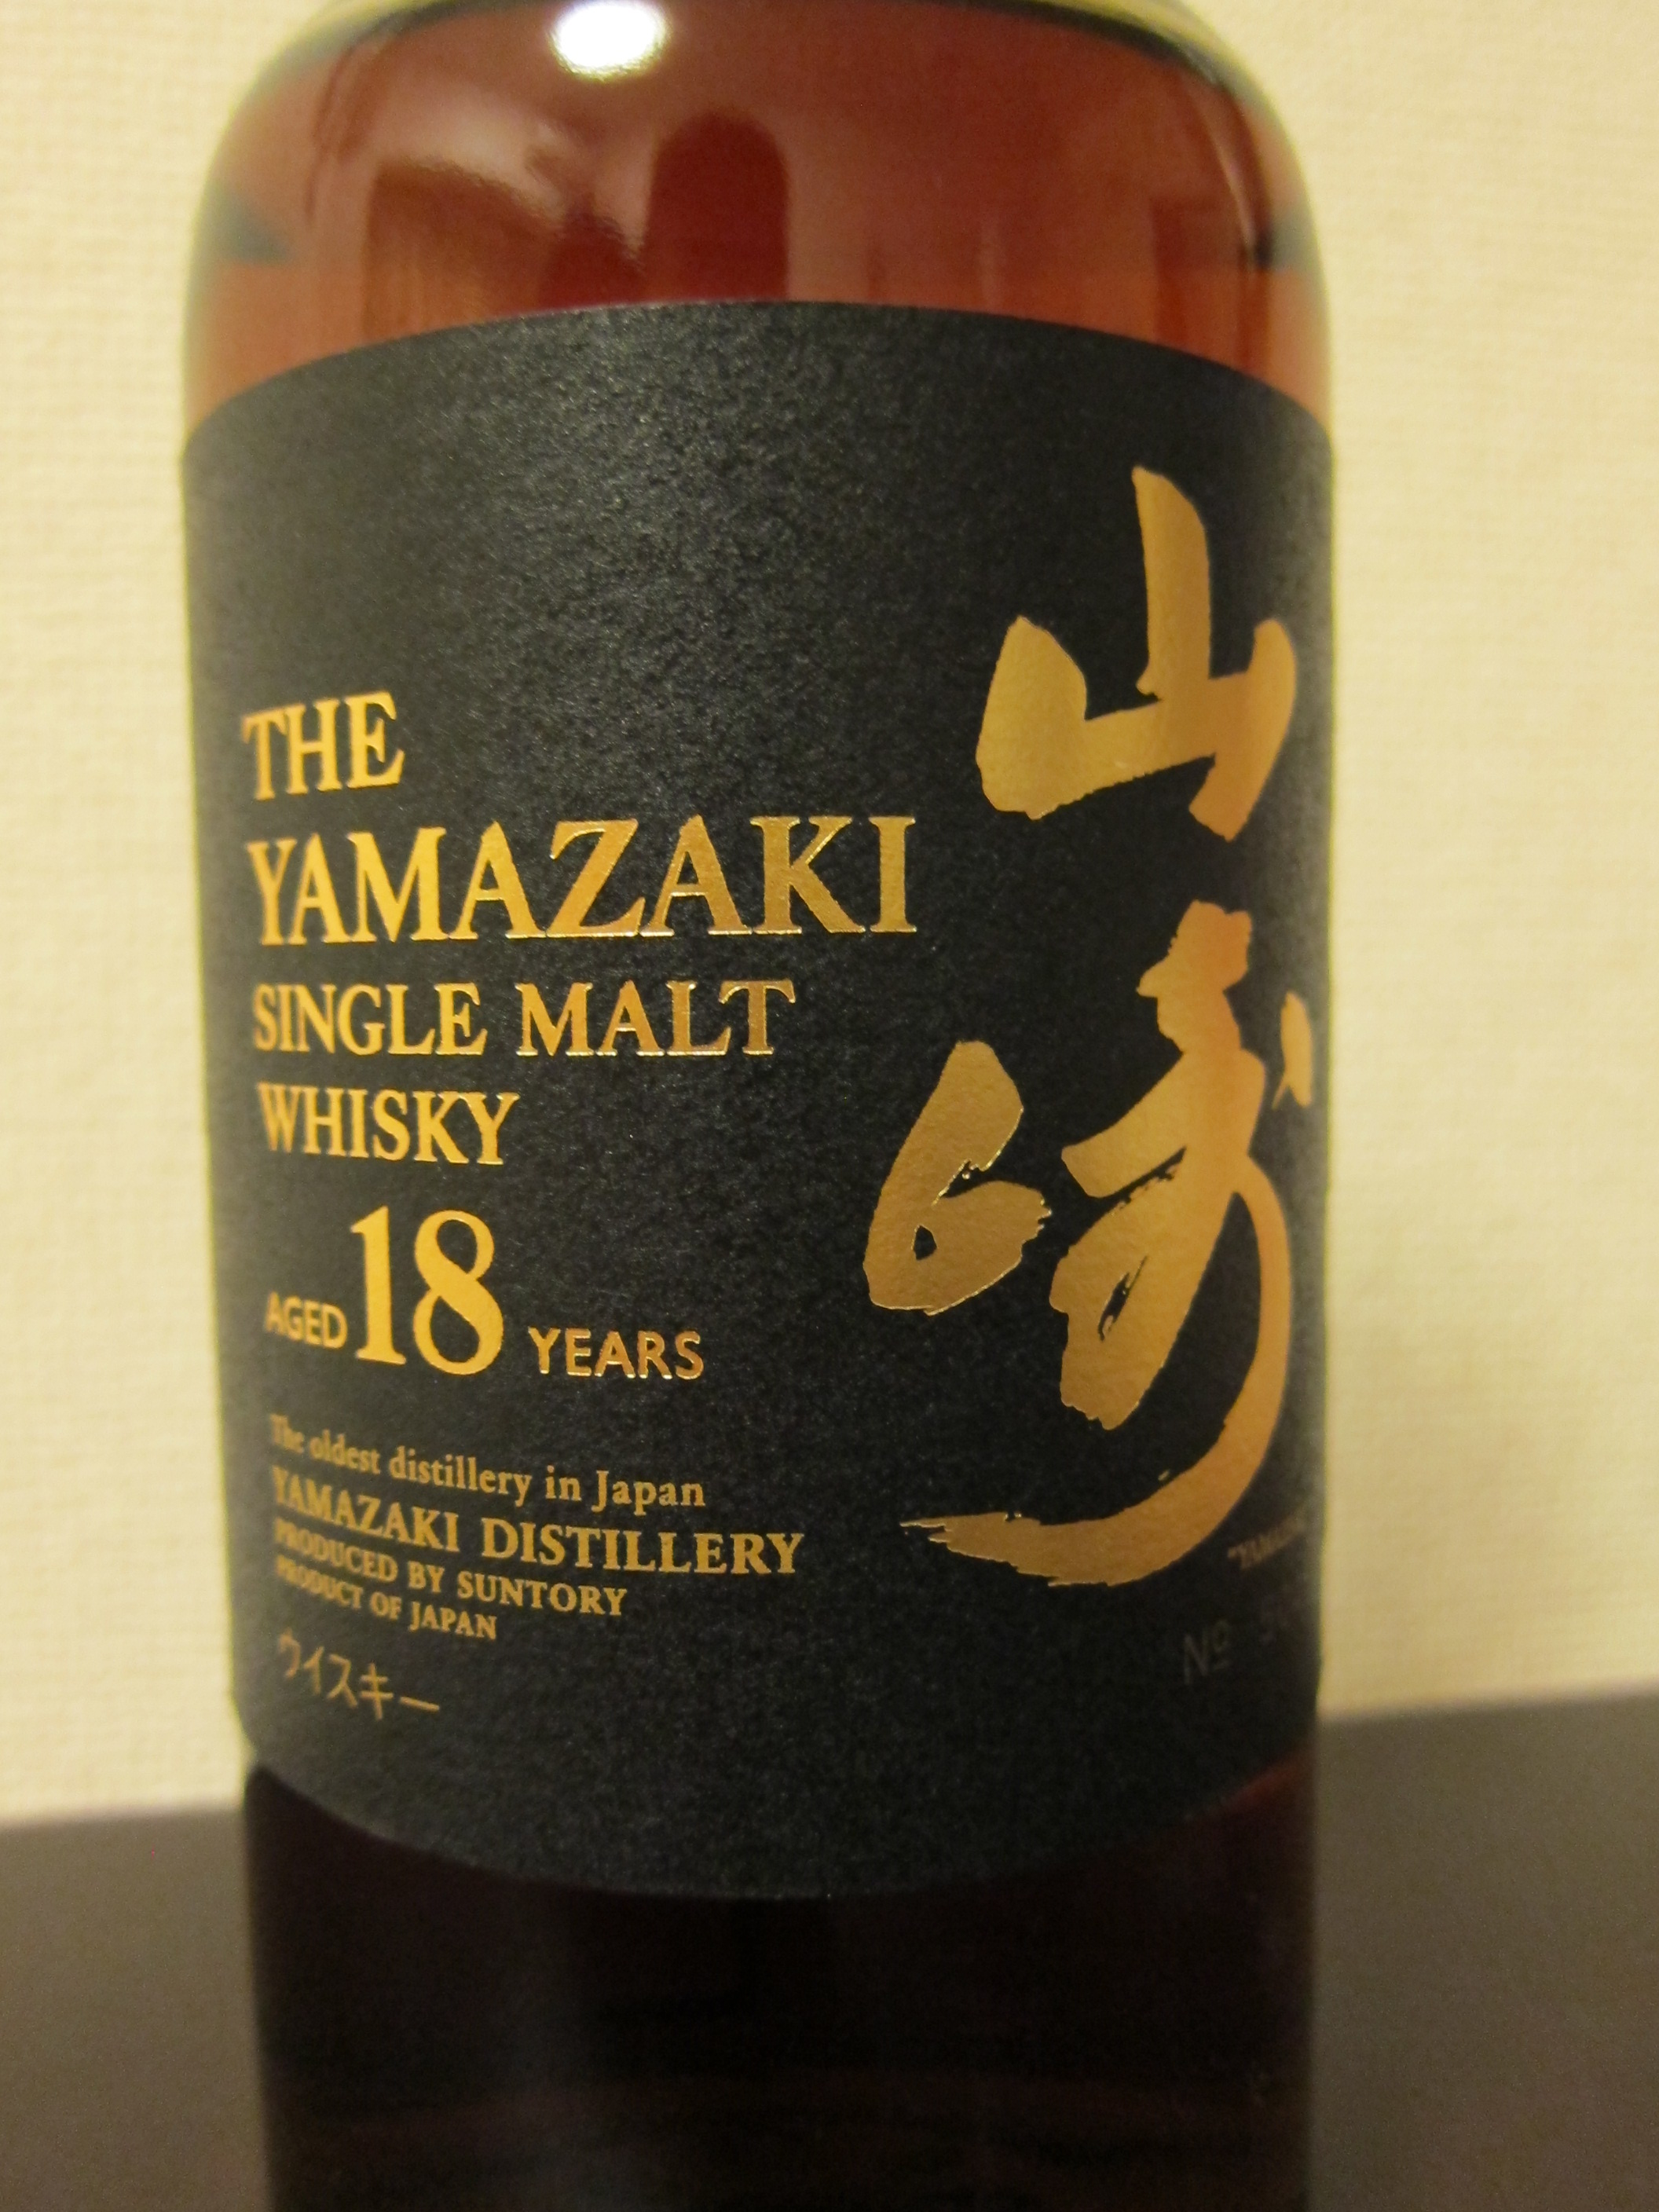 THE
YAMAZAKI
SINGLE MALT
WHISKY
AGED 18 YEARS
The oldest distillery in Japan
YAMAZAKI DISTILLERY
PRODUCED BY SUNTORY
PRODUCT OF JAPAN
ウイスキー
山崎
No